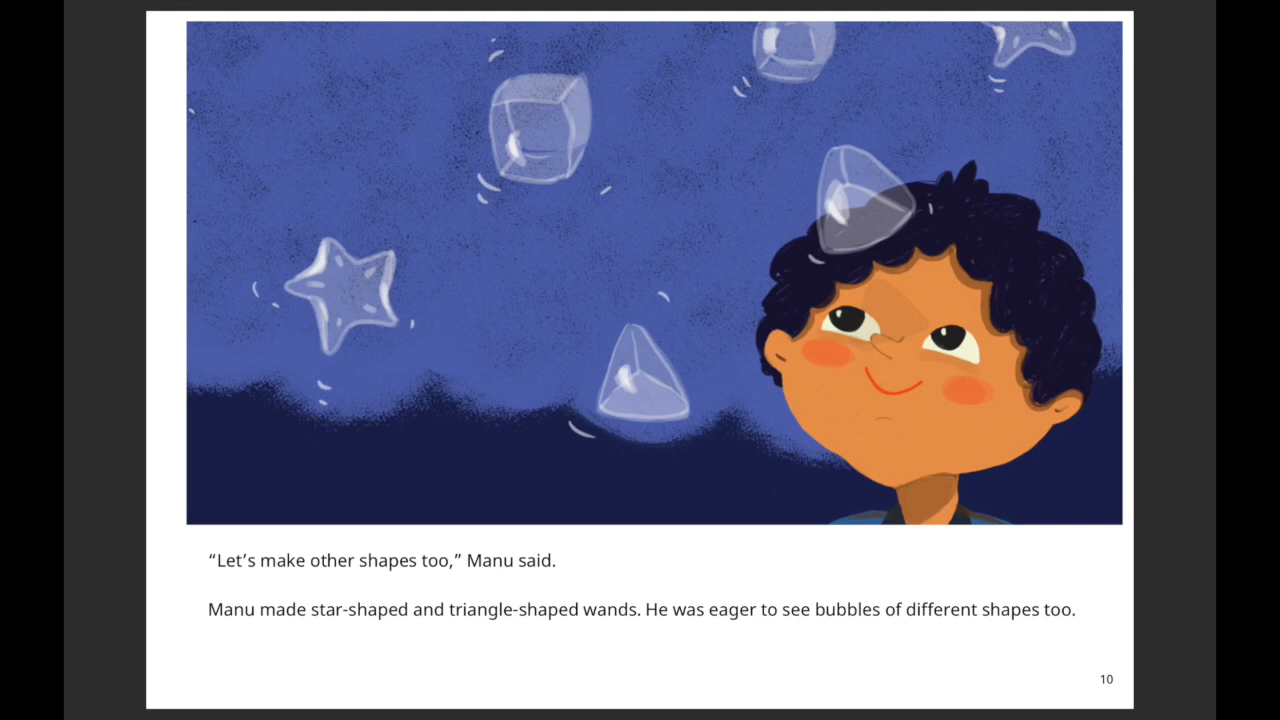 “Let’s make other shapes too,” Manu said.
Manu made star-shaped and triangle-shaped wands. He was eager to see bubbles of different shapes too.
10